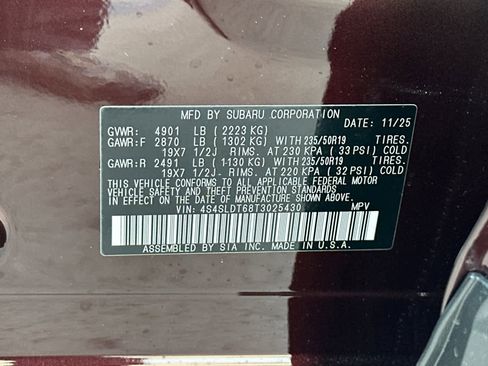 MFD. BY SUBARU CORPORATION
DATE: 11/25
GVWR: 4901 LB (2223 KG)
GAWR:F 2870 LB (1302 KG) WITH 235/50R19 TIRES.
19X7 1/2J - RIMS. AT 230 KPA (33 PSI) COLD.
GAWR:R 2491 LB (1130 KG) WITH 235/50R19 TIRES.
19X7 1/2J - RIMS. AT 220 KPA (32 PSI) COLD.
THIS VEHICLE CONFORMS TO ALL APPLICABLE FEDERAL MOTOR
VEHICLE SAFETY AND THEFT PREVENTION STANDARDS IN
EFFECT ON THE DATE OF MANUFACTURE SHOWN ABOVE.
VIN: 4S4SLDT68T3025430 MPV
ASSEMBLED BY SIA INC. MADE IN U.S.A.